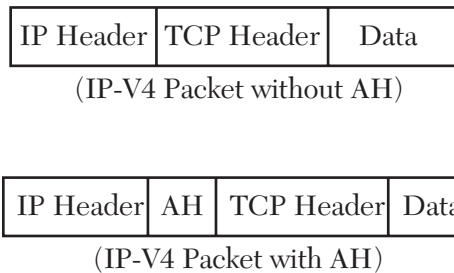 IP Header TCP Header Data
(IP-V4 Packet without AH)
IP Header AH TCP Header Data
(IP-V4 Packet with AH)